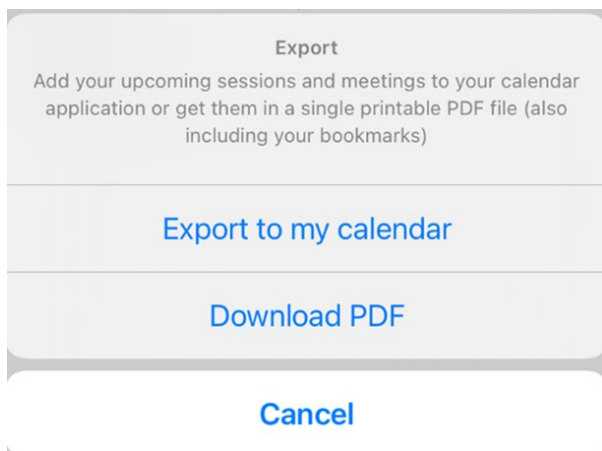 Export
Add your upcoming sessions and meetings to your calendar
application or get them in a single printable PDF file (also
including your bookmarks)
Export to my calendar
Download PDF
Cancel